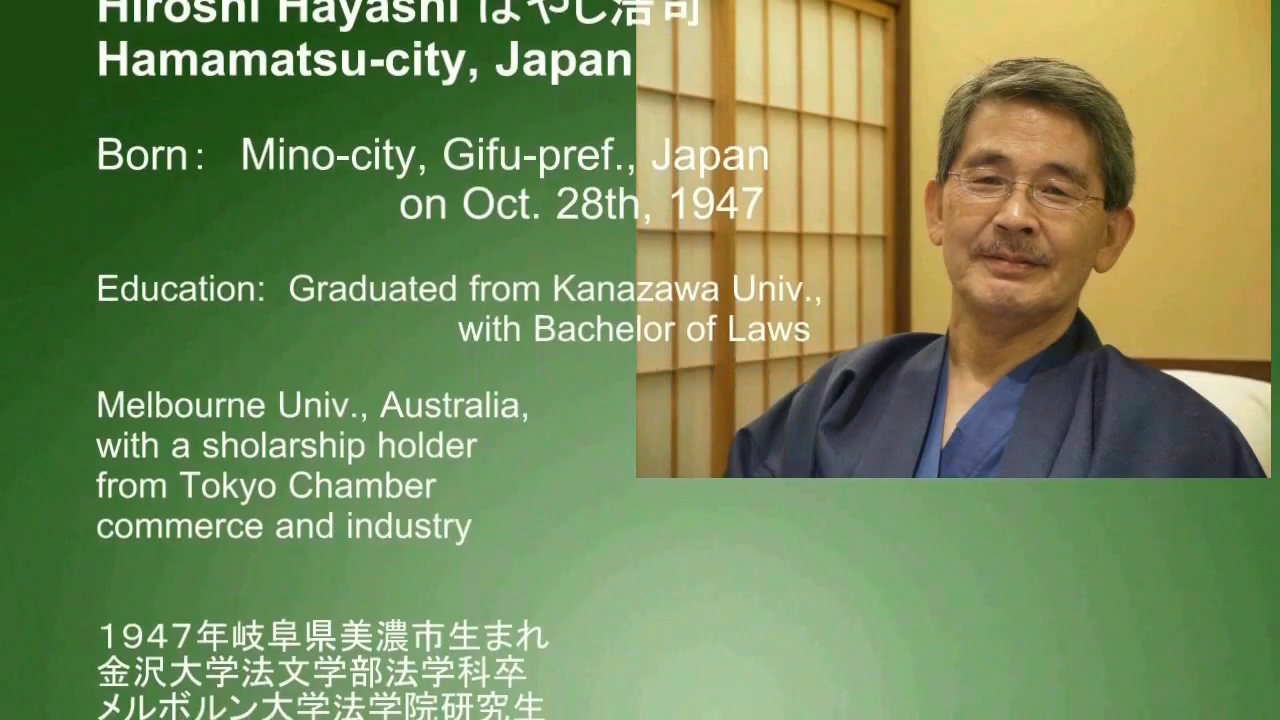 Hiroshi Hayashi はやし浩司
Hamamatsu-city, Japan
Born： Mino-city, Gifu-pref., Japan
on Oct. 28th, 1947
Education: Graduated from Kanazawa Univ.,
with Bachelor of Laws
Melbourne Univ., Australia,
with a sholarship holder
from Tokyo Chamber
commerce and industry
１９４７年岐阜県美濃市生まれ
金沢大学法文学部法学科卒
メルボルン大学法学院研究生